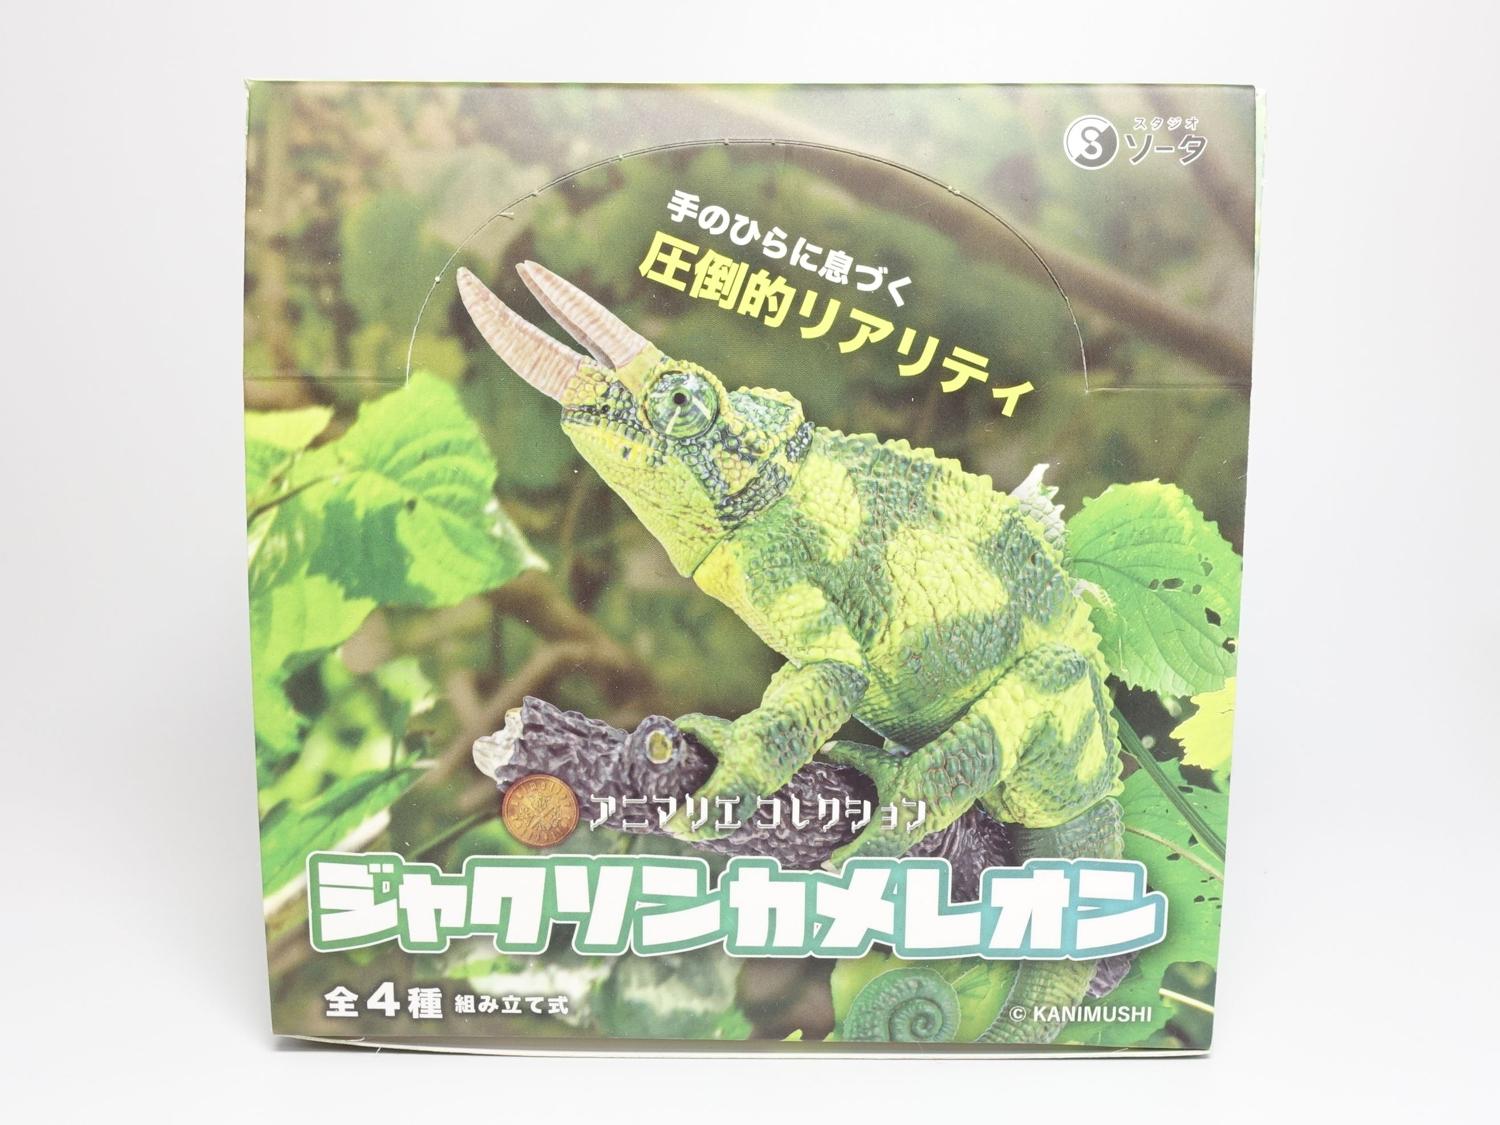 スタジオ
ソータ
手のひらに息づく
圧倒的リアリティ
アニマリエ コレクション
ジャクソンカメレオン
全4種 組み立て式
© KANIMUSHI